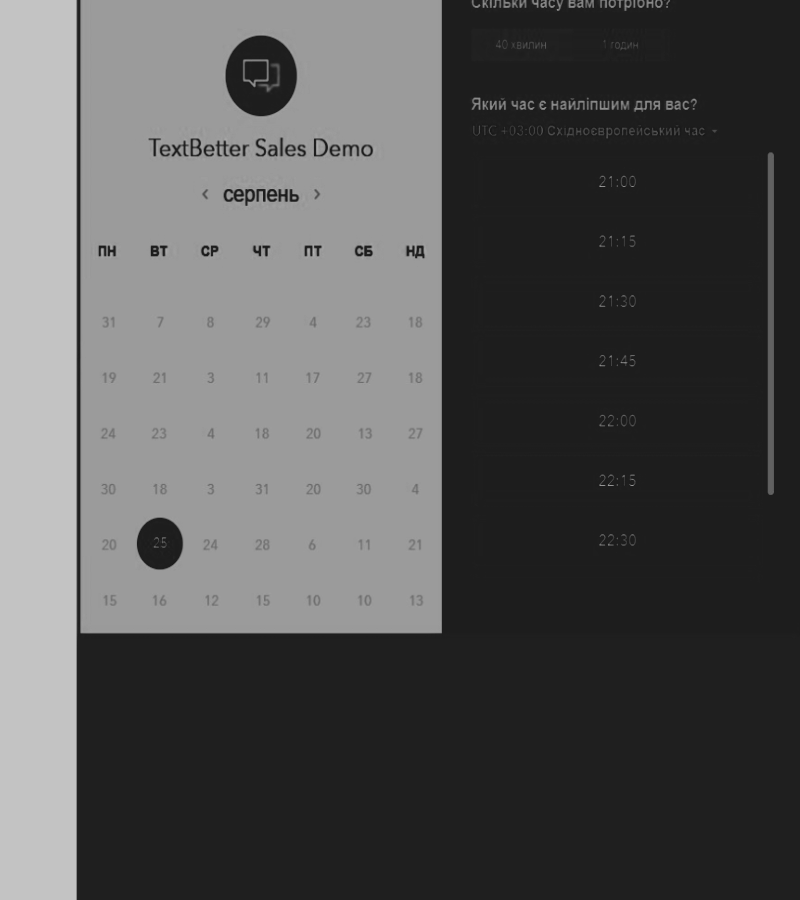 TextBetter Sales Demo
‹ серпень ›
ПН ВТ СР ЧТ ПТ СБ НД
31 7 8 29 4 23 18
19 21 3 11 17 27 18
24 23 4 18 20 13 27
30 18 3 31 20 30 4
20 25 24 28 6 11 21
15 16 12 15 10 10 13
Скільки часу вам потрібно?
40 хвилин 1 годин
Який час є найліпшим для вас?
UTC +03:00 Східноєвропейський час
21:00
21:15
21:30
21:45
22:00
22:15
22:30